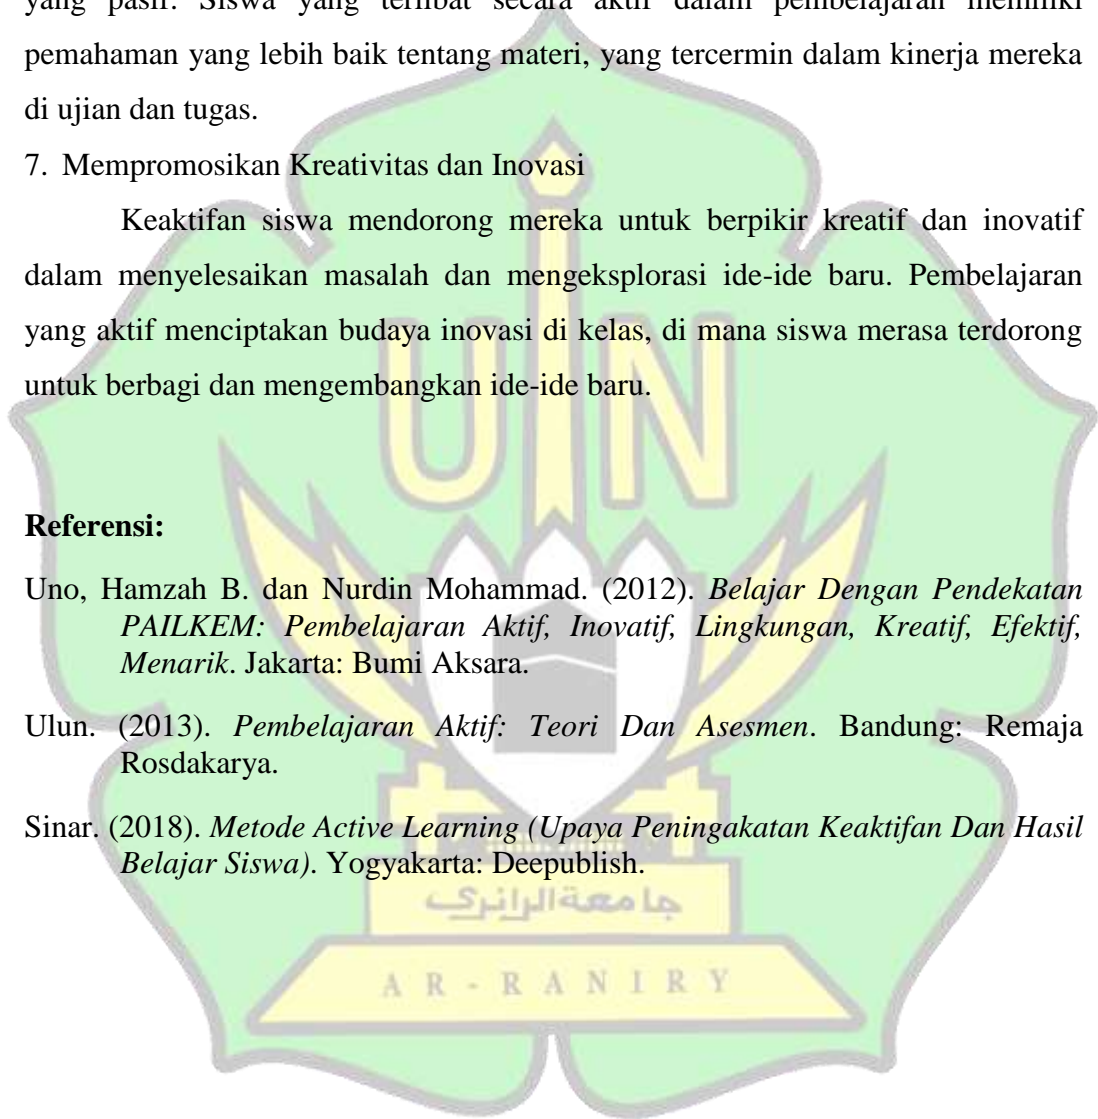 yang pasif. Siswa yang terlibat secara aktif dalam pembelajaran memiliki
pemahaman yang lebih baik tentang materi, yang tercermin dalam kinerja mereka
di ujian dan tugas.
7. Mempromosikan Kreativitas dan Inovasi
Keaktifan siswa mendorong mereka untuk berpikir kreatif dan inovatif
dalam menyelesaikan masalah dan mengeksplorasi ide-ide baru. Pembelajaran
yang aktif menciptakan budaya inovasi di kelas, di mana siswa merasa terdorong
untuk berbagi dan mengembangkan ide-ide baru.
UIN
Referensi:
Uno, Hamzah B. dan Nurdin Mohammad. (2012). Belajar Dengan Pendekatan
PAILKEM: Pembelajaran Aktif, Inovatif, Lingkungan, Kreatif, Efektif,
Menarik. Jakarta: Bumi Aksara.
Ulun. (2013). Pembelajaran Aktif: Teori Dan Asesmen. Bandung: Remaja
Rosdakarya.
Sinar. (2018). Metode Active Learning (Upaya Peningakatan Keaktifan Dan Hasil
Belajar Siswa). Yogyakarta: Deepublish.
جامعة الرانري
AR-RANIRY